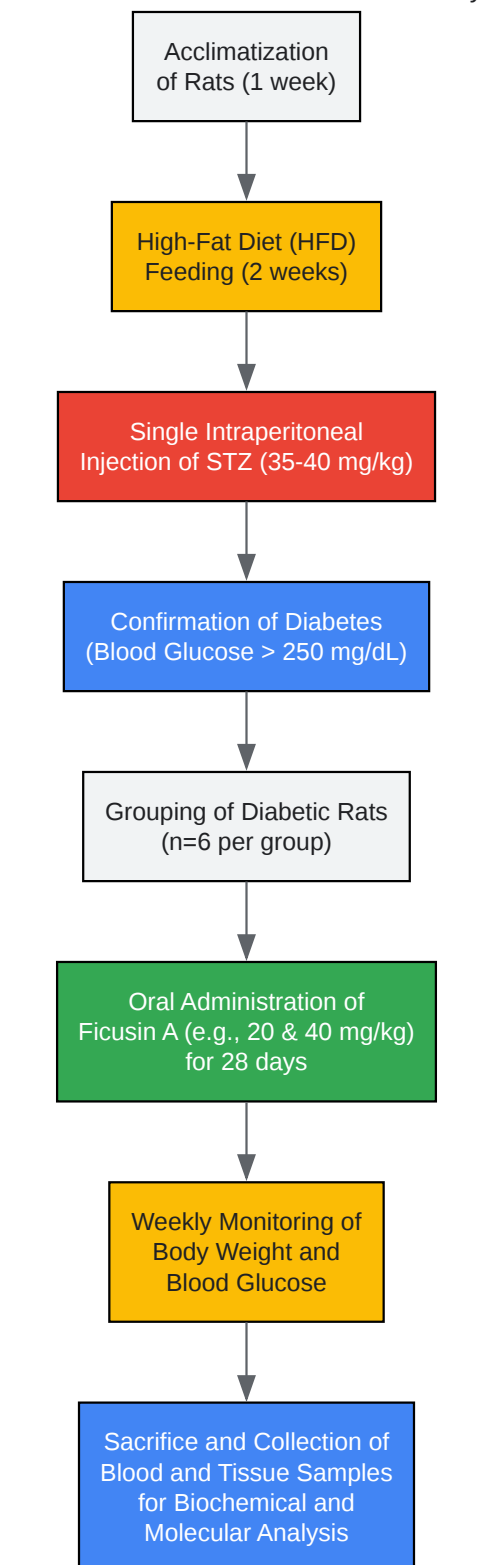 Acclimatization
of Rats (1 week)
High-Fat Diet (HFD)
Feeding (2 weeks)
Single Intraperitoneal
Injection of STZ (35-40 mg/kg)
Confirmation of Diabetes
(Blood Glucose > 250 mg/dL)
Grouping of Diabetic Rats
(n=6 per group)
Oral Administration of
Ficusin A (e.g., 20 & 40 mg/kg)
for 28 days
Weekly Monitoring of
Body Weight and
Blood Glucose
Sacrifice and Collection of
Blood and Tissue Samples
for Biochemical and
Molecular Analysis